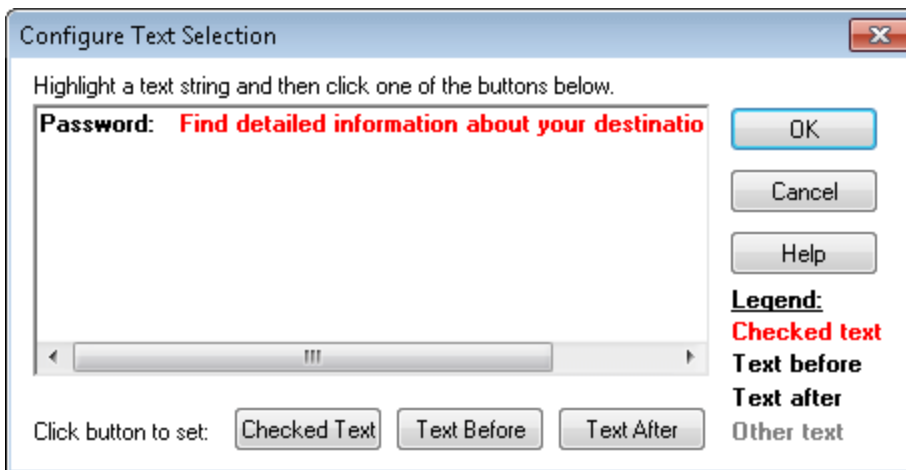 Configure Text Selection
Highlight a text string and then click one of the buttons below.
Password: Find detailed information about your destinatio
OK
Cancel
Help
Legend:
Checked text
Text before
Text after
Other text
Click button to set: Checked Text Text Before Text After